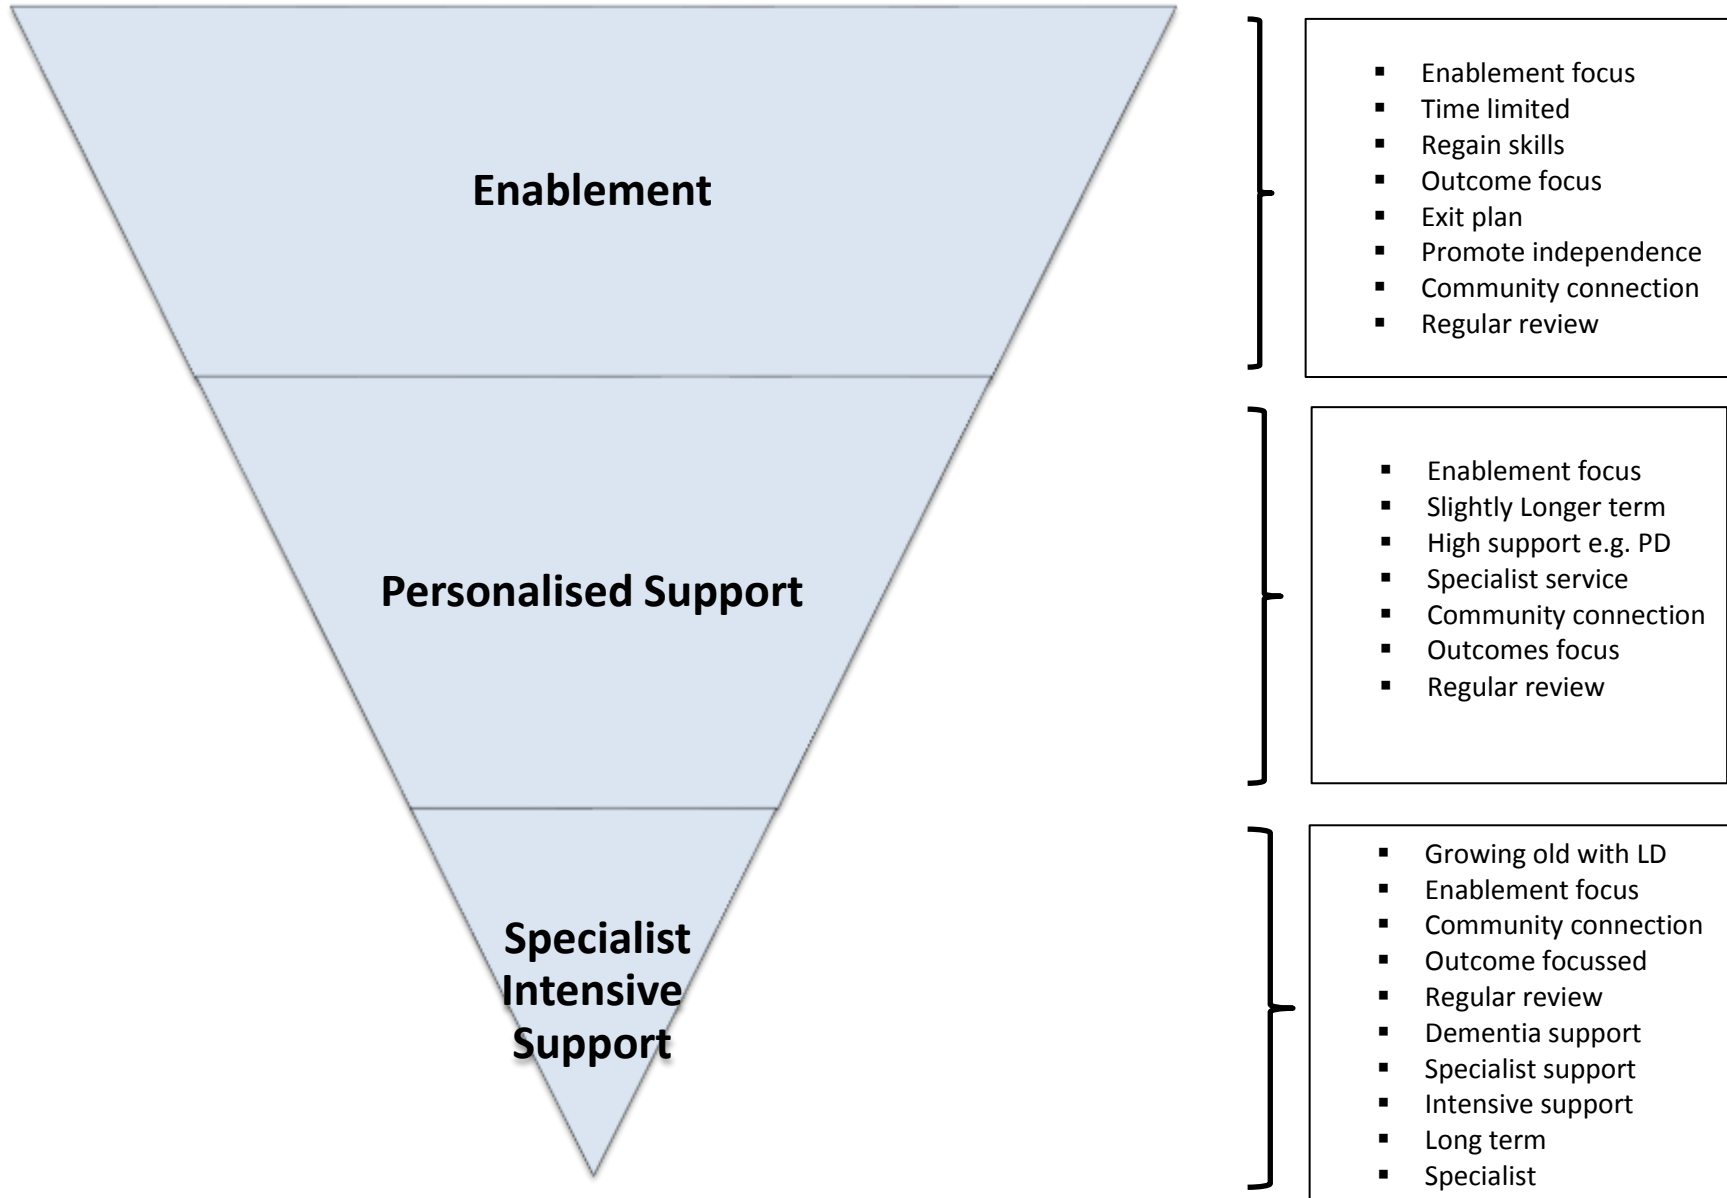 Enablement
▪ Enablement focus
▪ Time limited
▪ Regain skills
▪ Outcome focus
▪ Exit plan
▪ Promote independence
▪ Community connection
▪ Regular review
Personalised Support
▪ Enablement focus
▪ Slightly Longer term
▪ High support e.g. PD
▪ Specialist service
▪ Community connection
▪ Outcomes focus
▪ Regular review
Specialist
Intensive
Support
▪ Growing old with LD
▪ Enablement focus
▪ Community connection
▪ Outcome focussed
▪ Regular review
▪ Dementia support
▪ Specialist support
▪ Intensive support
▪ Long term
▪ Specialist